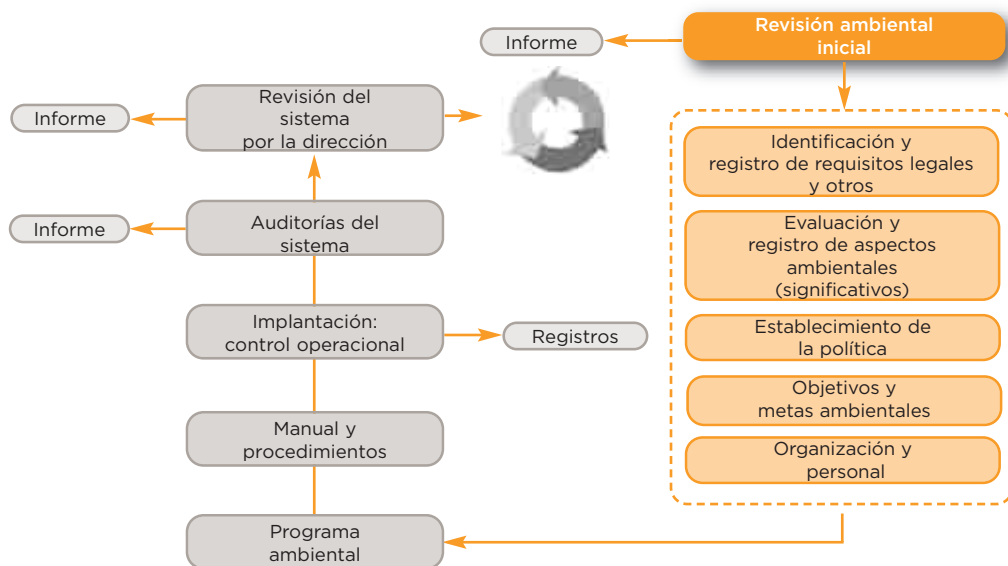 Revisión ambiental
inicial
Informe
Identificación y
registro de requisitos legales
y otros
Evaluación y
registro de aspectos
ambientales
(significativos)
Establecimiento de
la política
Objetivos y
metas ambientales
Organización y
personal
Programa
ambiental
Manual y
procedimientos
Implantación:
control operacional
Registros
Auditorías del
sistema
Informe
Revisión del
sistema
por la dirección
Informe